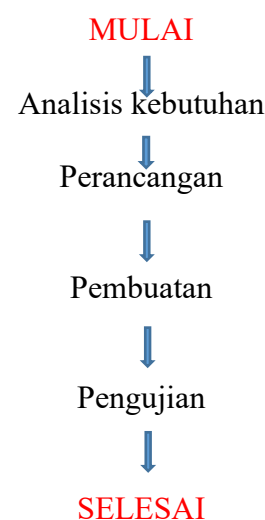 MULAI
Analisis kebutuhan
Perancangan
Pembuatan
Pengujian
SELESAI